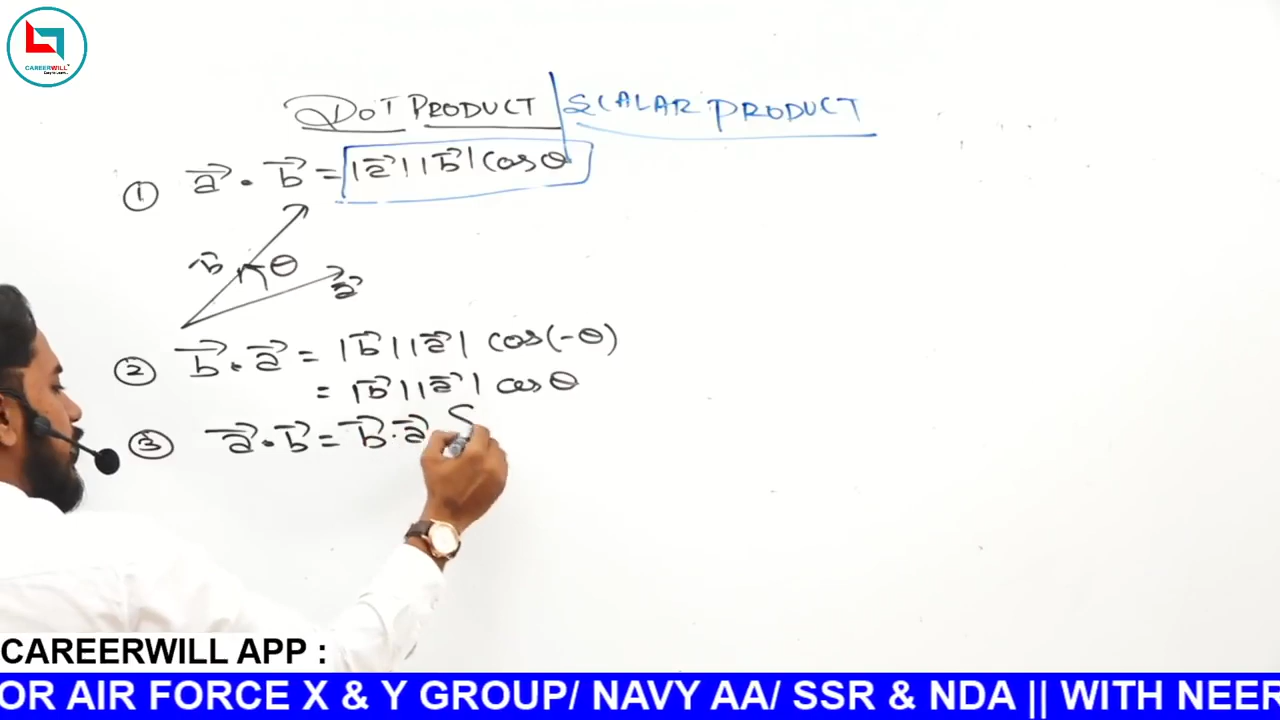 CAREERWILL
DOT PRODUCT | SCALAR PRODUCT
① a⃗ · b⃗ = |a⃗| |b⃗| cos θ
b⃗ θ
a⃗
② b⃗ · a⃗ = |b⃗| |a⃗| cos(-θ)
= |b⃗| |a⃗| cos θ
③ a⃗ · b⃗ = b⃗ · a⃗
CAREERWILL APP :
OR AIR FORCE X & Y GROUP/ NAVY AA/ SSR & NDA || WITH NEER